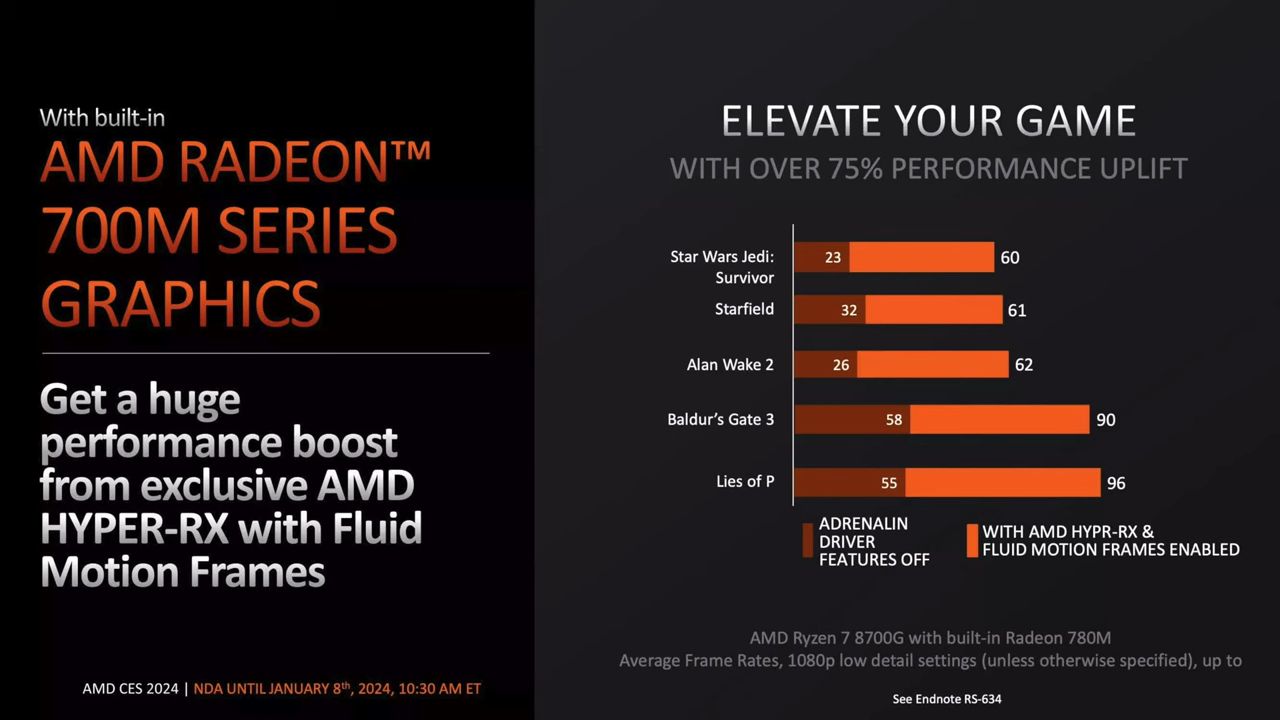 With built-in
AMD RADEON™
700M SERIES
GRAPHICS
Get a huge
performance boost
from exclusive AMD
HYPER-RX with Fluid
Motion Frames
AMD CES 2024 | NDA UNTIL JANUARY 8th, 2024, 10:30 AM ET
ELEVATE YOUR GAME
WITH OVER 75% PERFORMANCE UPLIFT
Star Wars Jedi:
Survivor
23 60
Starfield 32 61
Alan Wake 2 26 62
Baldur's Gate 3 58 90
Lies of P 55 96
ADRENALIN
DRIVER
FEATURES OFF
WITH AMD HYPR-RX &
FLUID MOTION FRAMES ENABLED
AMD Ryzen 7 8700G with built-in Radeon 780M
Average Frame Rates, 1080p low detail settings (unless otherwise specified), up to
See Endnote RS-634